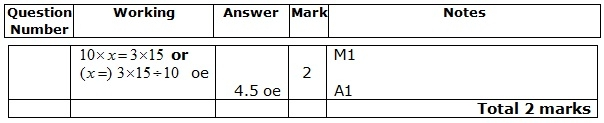 Question Number Working Answer Mark Notes
10×x=3×15 or M1
(x=) 3×15÷10 oe 2
4.5 oe A1
Total 2 marks